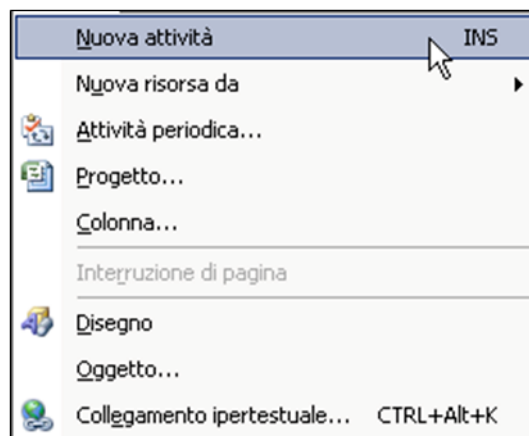 Nuova attività INS
Nuova risorsa da
Attività periodica...
Progetto...
Colonna...
Interruzione di pagina
Disegno
Oggetto...
Collegamento ipertestuale... CTRL+Alt+K